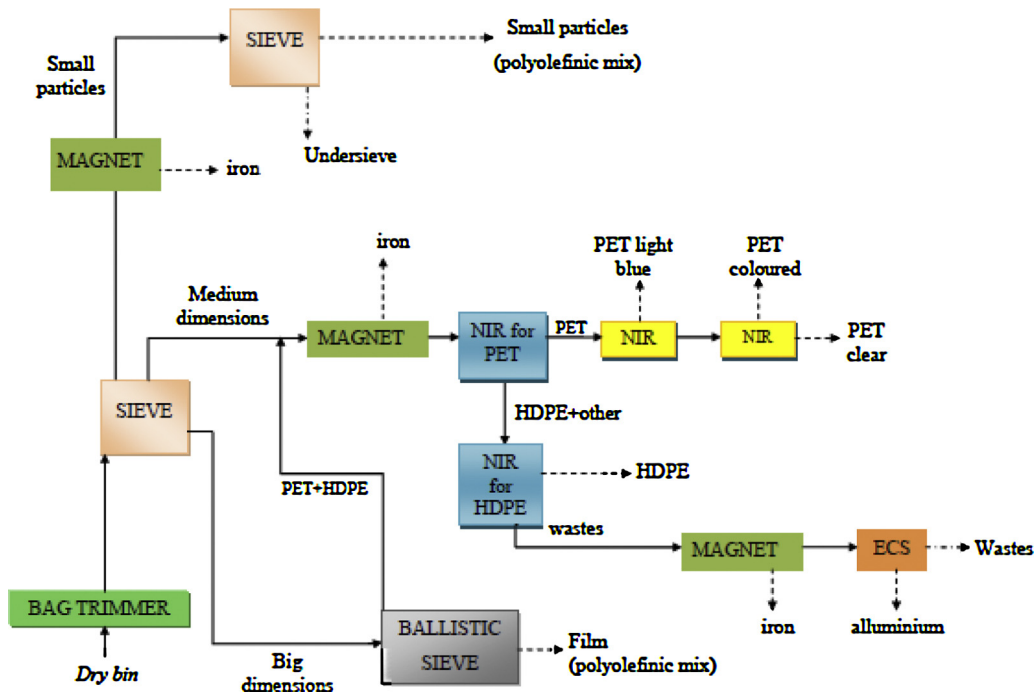 SIEVE
Small particles
(polyolefinic mix)
Small
particles
Undersieve
MAGNET
iron
iron
PET light
blue
PET
coloured
Medium
dimensions
MAGNET
NIR for
PET
PET
NIR
NIR
PET
clear
SIEVE
HDPE+other
NIR
for
HDPE
HDPE
PET+HDPE
wastes
MAGNET
ECS
Wastes
BAG TRIMMER
iron
alluminium
BALLISTIC
SIEVE
Film
(polyolefinic mix)
Dry bin
Big
dimensions